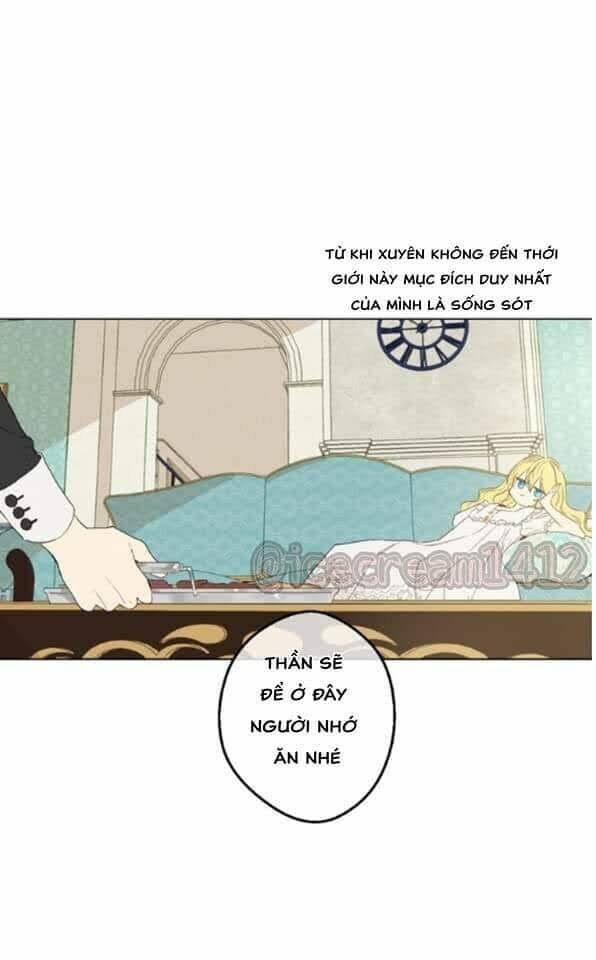 TỪ KHI XUYÊN KHÔNG ĐẾN THỚI
GIỚI NÀY MỤC ĐÍCH DUY NHẤT
CỦA MÌNH LÀ SỐNG SÓT
@icecream1412
THẦN SẼ
ĐỂ Ở ĐÂY
NGƯỜI NHỚ
ĂN NHÉ